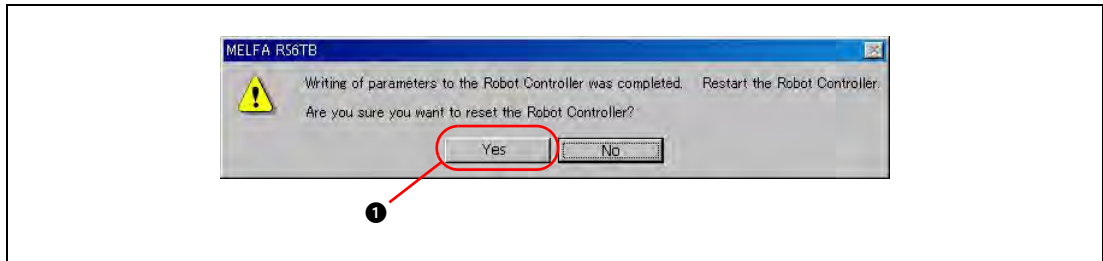 MELFA RS6TB
Writing of parameters to the Robot Controller was completed. Restart the Robot Controller.
Are you sure you want to reset the Robot Controller?
Yes No
❶